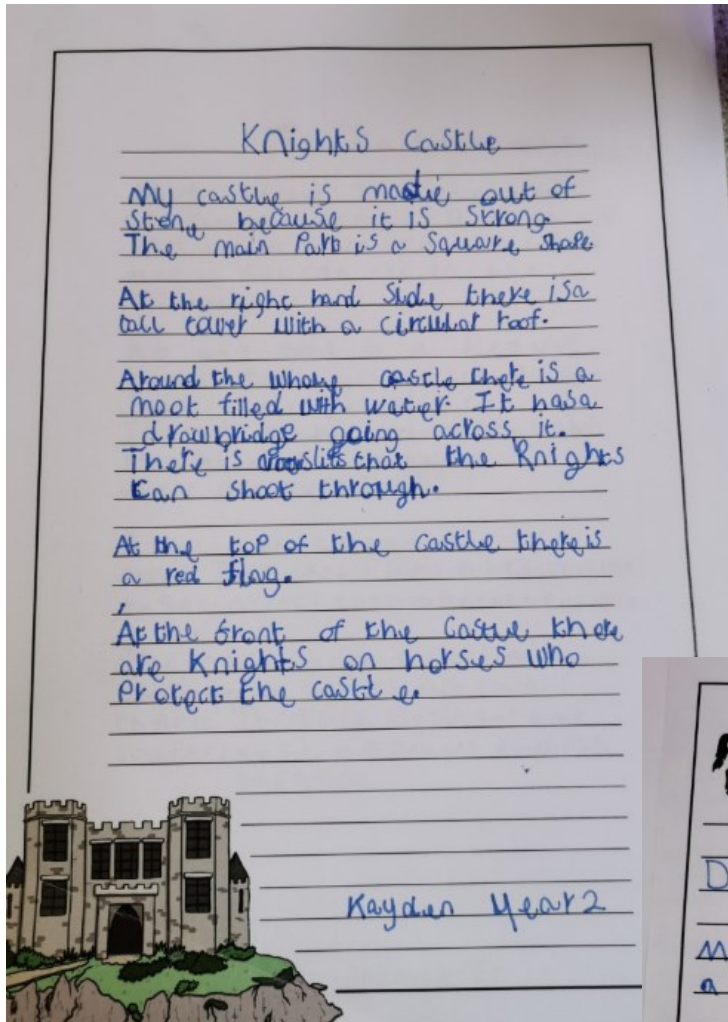 Knights Castle
My castle is made out of
stone because it is strong
The main Part is a Square shape
At the right hand Side there is a
tall tower with a circular roof.
Around the whole castle there is a
moot filled with water. It has a
drawbridge going across it.
There is slits that the Knights
can shoot through.
At the top of the castle there is
a red flag.
At the front of the Castle there
are Knights on horses who
Protect the castle.
Kayden Year 2
D
M
a